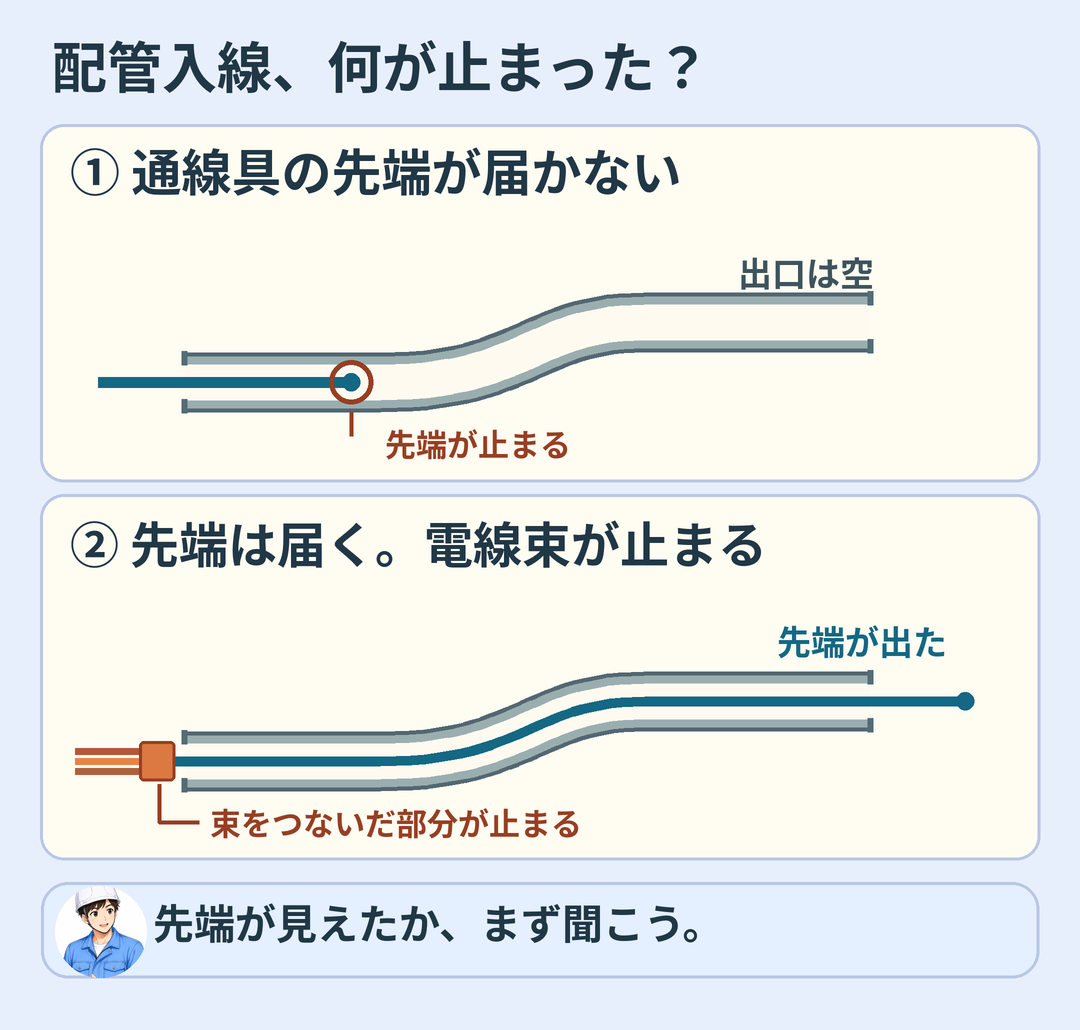 配管入線、何が止まった？
① 通線具の先端が届かない
出口は空
先端が止まる
② 先端は届く。電線束が止まる
先端が出た
束をつないだ部分が止まる
先端が見えたか、まず聞こう。